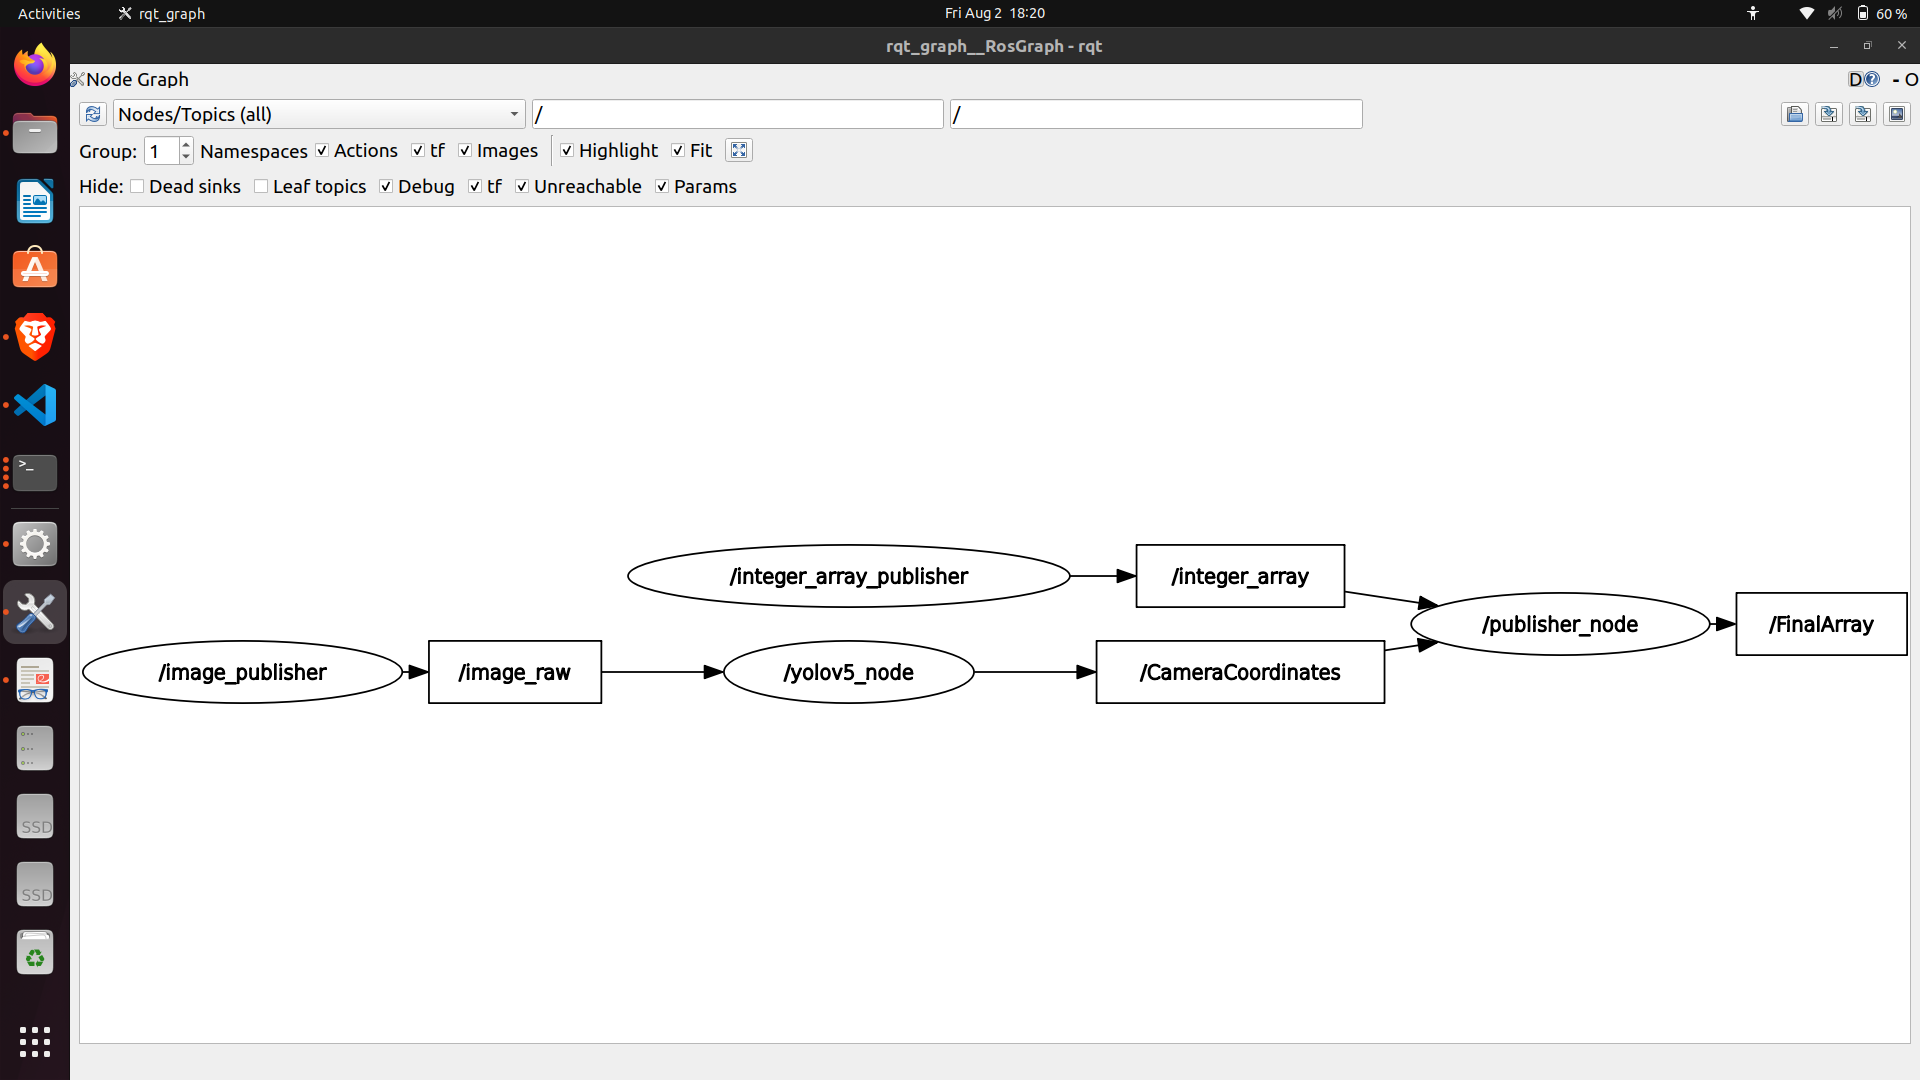 Activities rqt_graph Fri Aug 2 18:20 60 %
rqt_graph__RosGraph - rqt
Node Graph D - O
Nodes/Topics (all) / /
Group: 1 Namespaces Actions tf Images Highlight Fit
Hide: Dead sinks Leaf topics Debug tf Unreachable Params
/integer_array_publisher /integer_array
/publisher_node /FinalArray
/image_publisher /image_raw /yolov5_node /CameraCoordinates
>_
SSD
SSD